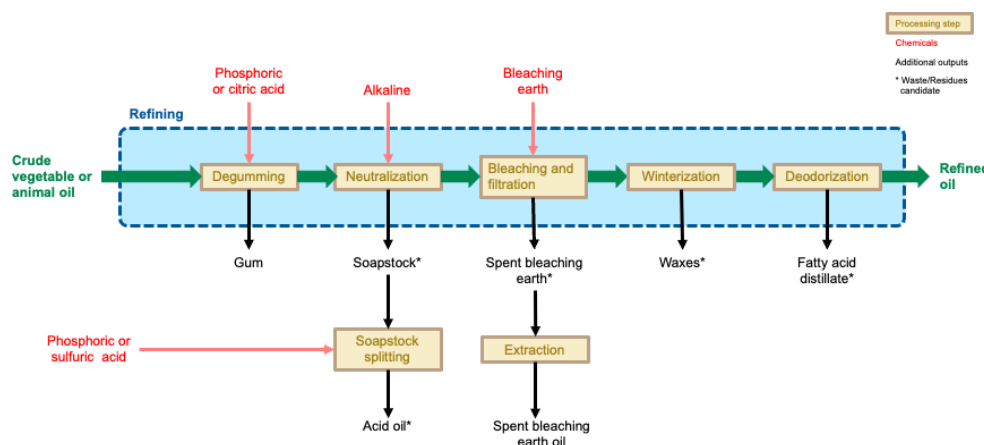 Processing step
Chemicals
Additional outputs
* Waste/Residues
candidate
Phosphoric
or citric acid
Alkaline
Bleaching
earth
Refining
Crude
vegetable or
animal oil
Degumming
Neutralization
Bleaching and
filtration
Winterization
Deodorization
Refined
oil
Gum
Soapstock*
Spent bleaching
earth*
Waxes*
Fatty acid
distillate*
Phosphoric or
sulfuric acid
Soapstock
splitting
Extraction
Acid oil*
Spent bleaching
earth oil